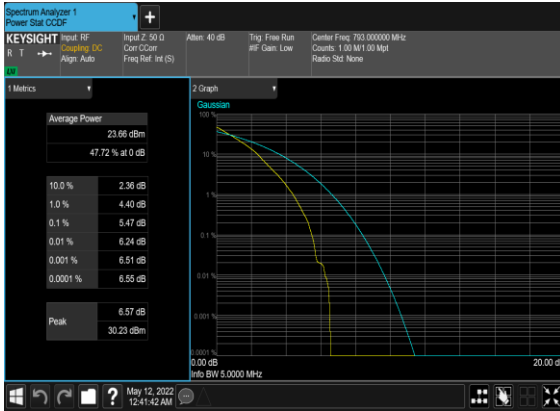 Spectrum Analyzer 1
Power Stat CCDF
+
KEYSIGHT Input: RF Input Z: 50 Ω Atten: 40 dB Trig: Free Run Center Freq: 793.000000 MHz
R T Coupling: DC Corr CCorr #IF Gain: Low Counts: 1.00 M/1.00 Mpt
Align: Auto Freq Ref: Int (S) Radio Std: None
1 Metrics
Average Power
23.66 dBm
47.72 % at 0 dB
10.0 % 2.36 dB
1.0 % 4.40 dB
0.1 % 5.47 dB
0.01 % 6.24 dB
0.001 % 6.51 dB
0.0001 % 6.55 dB
Peak 6.57 dB
30.23 dBm
2 Graph
Gaussian
100 %
10 %
1 %
0.1 %
0.01 %
0.001 %
0.0001 %
0.00 dB 20.00 d
Info BW 5.0000 MHz
? May 12, 2022
12:41:42 AM